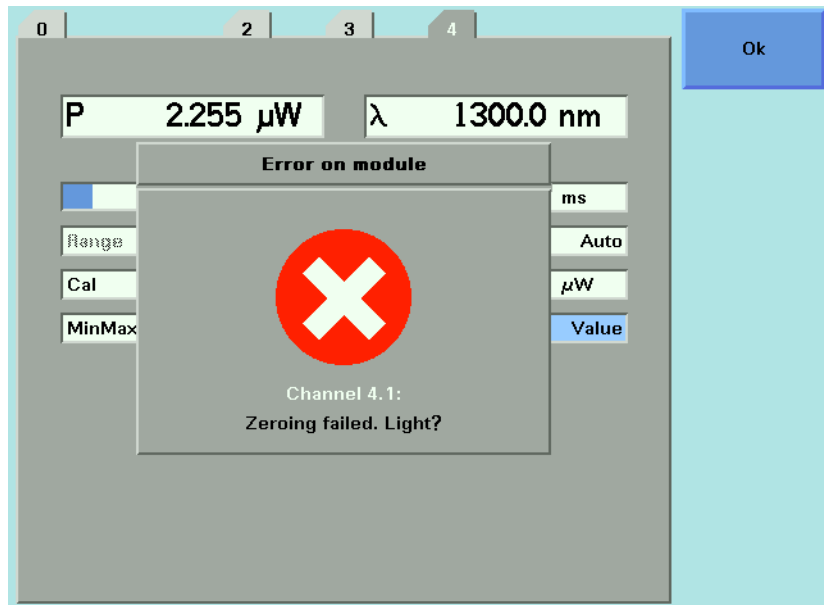 0 2 3 4
Ok
P 2.255 µW λ 1300.0 nm
Error on module
ms
Range Auto
Cal µW
MinMax Value
Channel 4.1:
Zeroing failed. Light?